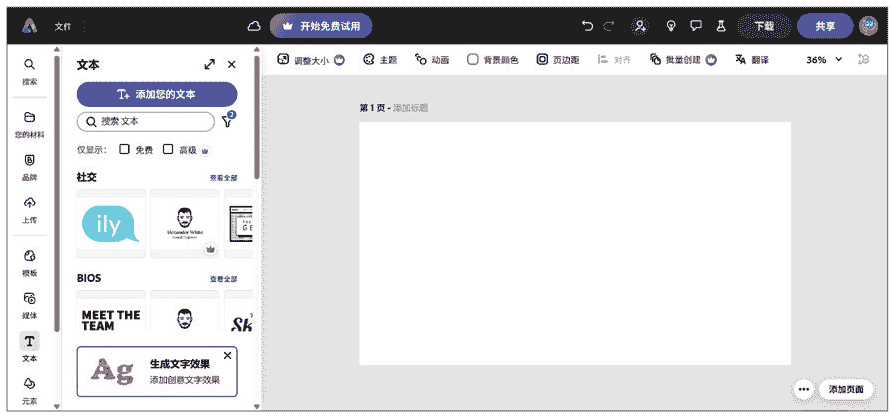 文件
开始免费试用
下载
共享
搜索
您的材料
品牌
上传
模板
媒体
文本
元素
文本
添加您的文本
搜索文本
2
仅显示：
免费
高级
社交
查看全部
ily
Alexander White
BIOS
查看全部
MEET THE
TEAM
Sk
Ag
生成文字效果
添加创意文字效果
调整大小
主题
动画
背景颜色
页边距
对齐
批量创建
翻译
36%
第 1 页 - 添加标题
添加页面